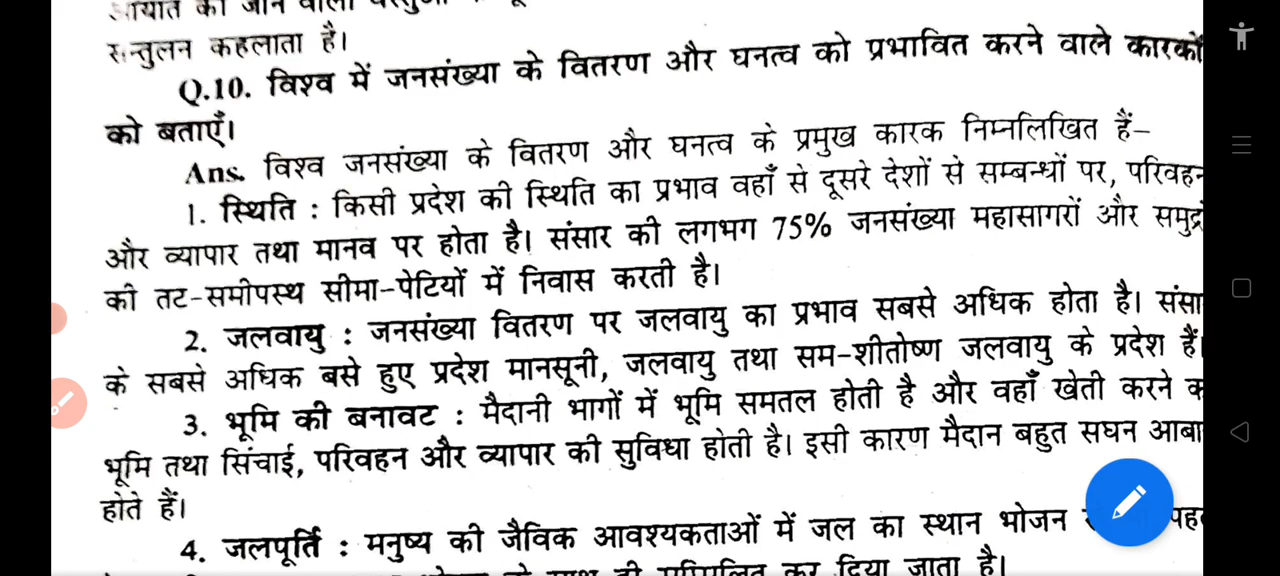 आयात की जाने वाली
सन्तुलन कहलाता है।
Q.10. विश्व में जनसंख्या के वितरण और घनत्व को प्रभावित करने वाले कारकों
को बताएँ।
Ans. विश्व जनसंख्या के वितरण और घनत्व के प्रमुख कारक निम्नलिखित हैं–
1. स्थिति : किसी प्रदेश की स्थिति का प्रभाव वहाँ से दूसरे देशों से सम्बन्धों पर, परिवहन
और व्यापार तथा मानव पर होता है। संसार की लगभग 75% जनसंख्या महासागरों और समुद्रों
की तट-समीपस्थ सीमा-पेटियों में निवास करती है।
2. जलवायु : जनसंख्या वितरण पर जलवायु का प्रभाव सबसे अधिक होता है। संसा
के सबसे अधिक बसे हुए प्रदेश मानसूनी, जलवायु तथा सम-शीतोष्ण जलवायु के प्रदेश हैं।
3. भूमि की बनावट : मैदानी भागों में भूमि समतल होती है और वहाँ खेती करने क
भूमि तथा सिंचाई, परिवहन और व्यापार की सुविधा होती है। इसी कारण मैदान बहुत सघन आबा
होते हैं।
4. जलपूर्ति : मनुष्य की जैविक आवश्यकताओं में जल का स्थान भोजन पह
सम्मिलित कर दिया जाता है।